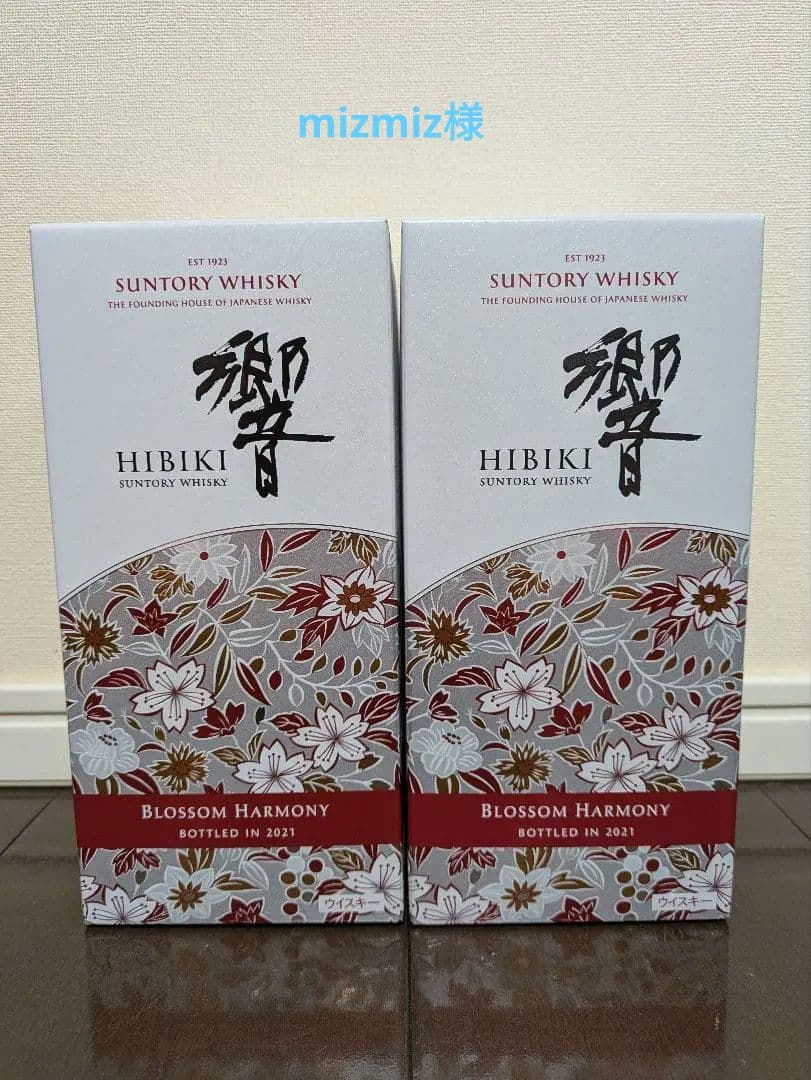 mizmiz様
EST 1923
SUNTORY WHISKY
THE FOUNDING HOUSE OF JAPANESE WHISKY
響
HIBIKI
SUNTORY WHISKY
BLOSSOM HARMONY
BOTTLED IN 2021
ウイスキー
EST 1923
SUNTORY WHISKY
THE FOUNDING HOUSE OF JAPANESE WHISKY
響
HIBIKI
SUNTORY WHISKY
BLOSSOM HARMONY
BOTTLED IN 2021
ウイスキー